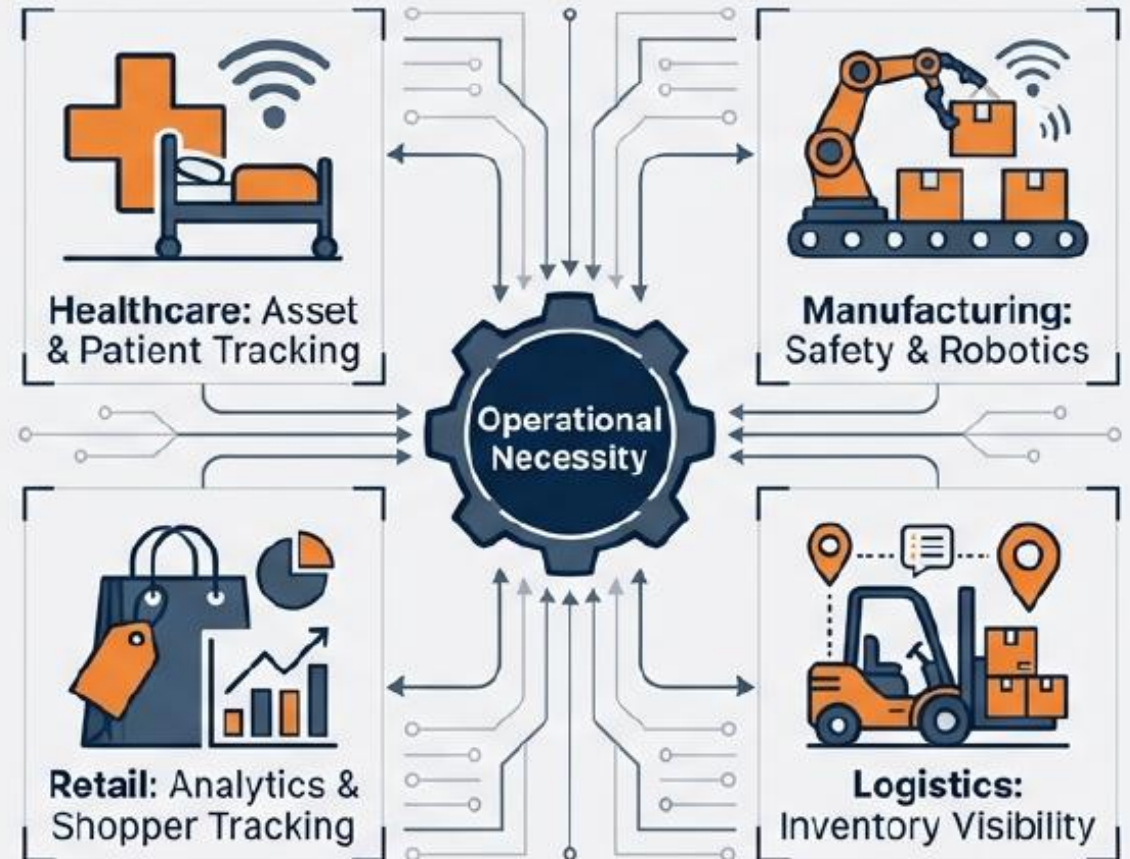 Healthcare: Asset
& Patient Tracking
Manufacturing:
Safety & Robotics
Operational
Necessity
Retail: Analytics &
Shopper Tracking
Logistics:
Inventory Visibility